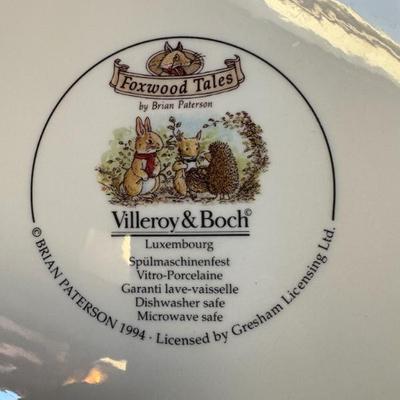 Foxwood Tales
by Brian Paterson
Villeroy & Boch©
Luxembourg
Spülmaschinenfest
Vitro-Porcelaine
Garanti lave-vaisselle
Dishwasher safe
Microwave safe
© BRIAN PATERSON 1994 · Licensed by Gresham Licensing Ltd.